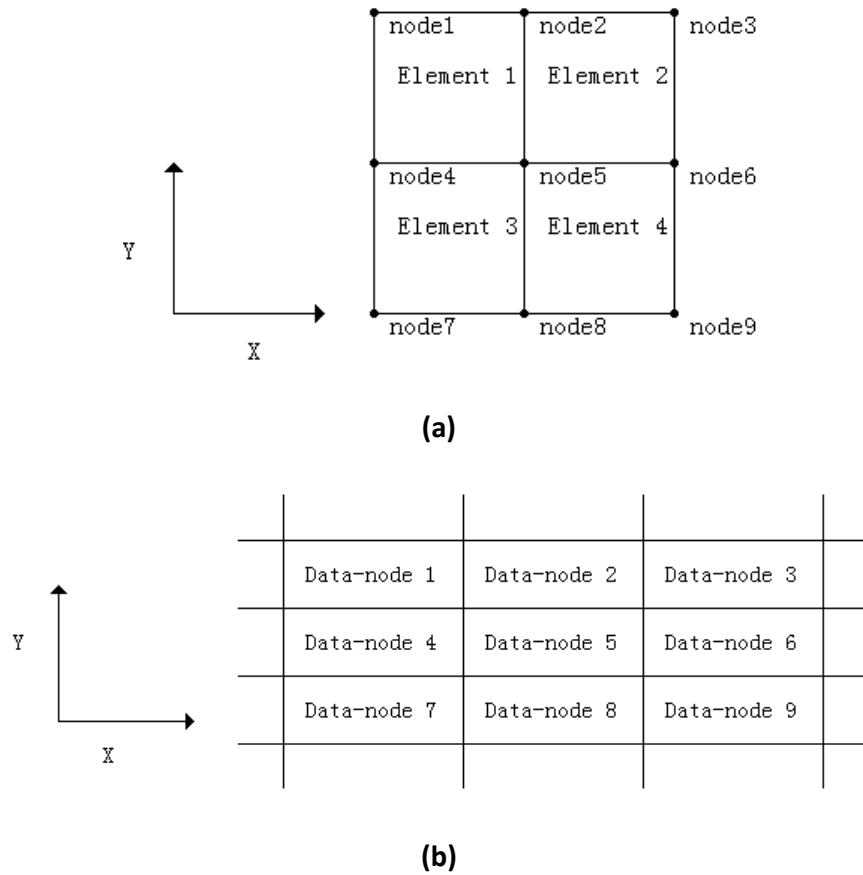 node1 node2 node3
Element 1 Element 2
node4 node5 node6
Element 3 Element 4
Y
node7 node8 node9
X
(a)
Data-node 1 Data-node 2 Data-node 3
Y Data-node 4 Data-node 5 Data-node 6
Data-node 7 Data-node 8 Data-node 9
X
(b)